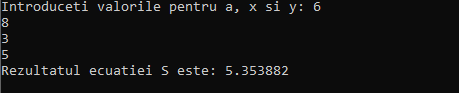 Introduceti valorile pentru a, x si y: 6
8
3
5
Rezultatul ecuatiei S este: 5.353882